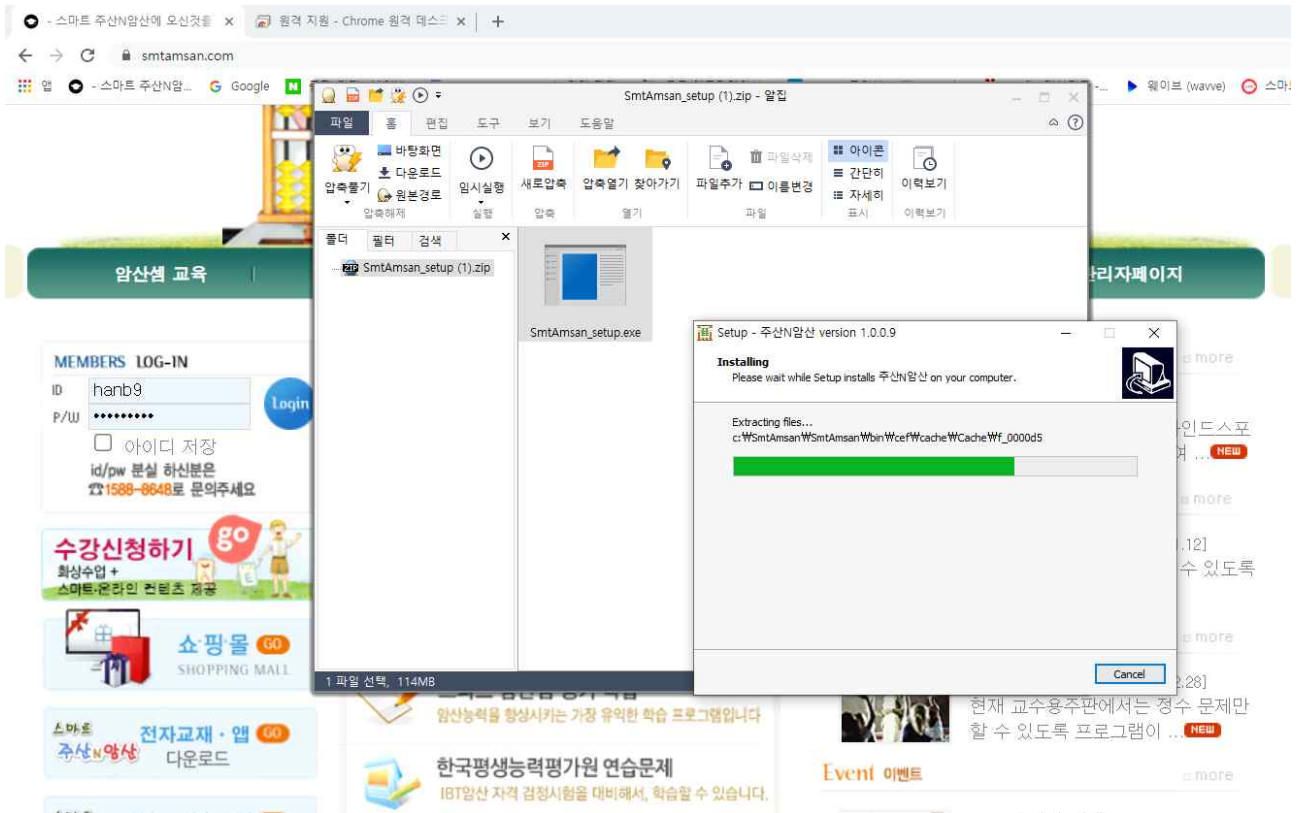 - 스마트 주산N암산에 오신것을
원격 지원 - Chrome 원격 데스크
smtamsan.com
앱
- 스마트 주산N암...
Google
웨이브 (wavve)
SmtAmsan_setup (1).zip - 알집
파일 홈 편집 도구 보기 도움말
압축풀기
바탕화면
다운로드
원본경로
압축해제
임시실행
실행
새로압축
압축
압축열기
찾아가기
열기
파일추가
파일삭제
이름변경
파일
아이콘
간단히
자세히
표시
이력보기
이력보기
폴더 필터 검색
SmtAmsan_setup (1).zip
SmtAmsan_setup.exe
1 파일 선택, 114MB
Setup - 주산N암산 version 1.0.0.9
Installing
Please wait while Setup installs 주산N암산 on your computer.
Extracting files...
c:₩SmtAmsan₩SmtAmsan₩bin₩cef₩cache₩Cache₩f_0000d5
Cancel
암산셈 교육
관리자페이지
MEMBERS LOG-IN
ID hanb9
P/W •••••••••
Login
아이디 저장
id/pw 분실 하신분은
☎1588-8648로 문의주세요
수강신청하기 go
화상수업 +
스마트·온라인 컨텐츠 제공
쇼·핑·몰 GO
SHOPPING MALL
스마트
주산N암산
전자교재 · 앱 GO
다운로드
암산능력을 향상시키는 가장 유익한 학습 프로그램입니다
한국평생능력평가원 연습문제
IBT암산 자격 검정시험을 대비해서, 학습할 수 있습니다.
more
인드스포
여 ... NEW
more
.12]
수 있도록
more
.28]
현재 교수용주판에서는 정수 문제만
할 수 있도록 프로그램이 ... NEW
Event 이벤트
more